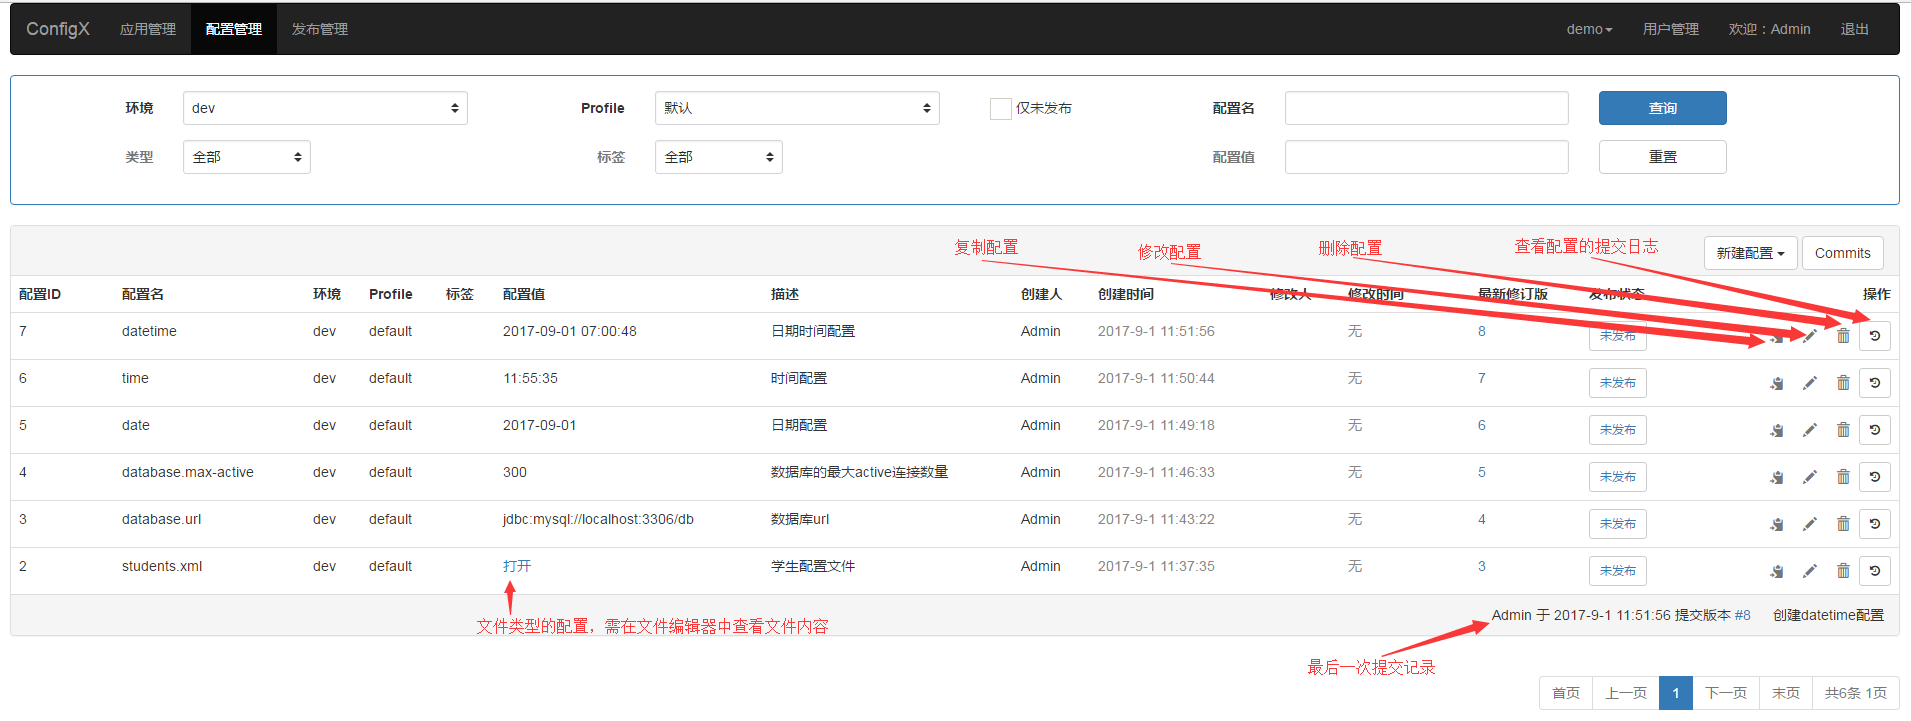 ConfigX 应用管理 配置管理 发布管理 demo 用户管理 欢迎：Admin 退出
环境 dev Profile 默认 仅未发布 配置名 查询
类型 全部 标签 全部 配置值 重置
复制配置 修改配置 删除配置 查看配置的提交日志 新建配置 Commits
配置ID 配置名 环境 Profile 标签 配置值 描述 创建人 创建时间 修改人 修改时间 最新修订版 发布状态 操作
7 datetime dev default 2017-09-01 07:00:48 日期时间配置 Admin 2017-9-1 11:51:56 无 8 未发布
6 time dev default 11:55:35 时间配置 Admin 2017-9-1 11:50:44 无 7 未发布
5 date dev default 2017-09-01 日期配置 Admin 2017-9-1 11:49:18 无 6 未发布
4 database.max-active dev default 300 数据库的最大active连接数量 Admin 2017-9-1 11:46:33 无 5 未发布
3 database.url dev default jdbc:mysql://localhost:3306/db 数据库url Admin 2017-9-1 11:43:22 无 4 未发布
2 students.xml dev default 打开 学生配置文件 Admin 2017-9-1 11:37:35 无 3 未发布
Admin 于 2017-9-1 11:51:56 提交版本 #8 创建datetime配置
文件类型的配置，需在文件编辑器中查看文件内容
最后一次提交记录
首页 上一页 1 下一页 末页 共6条 1页